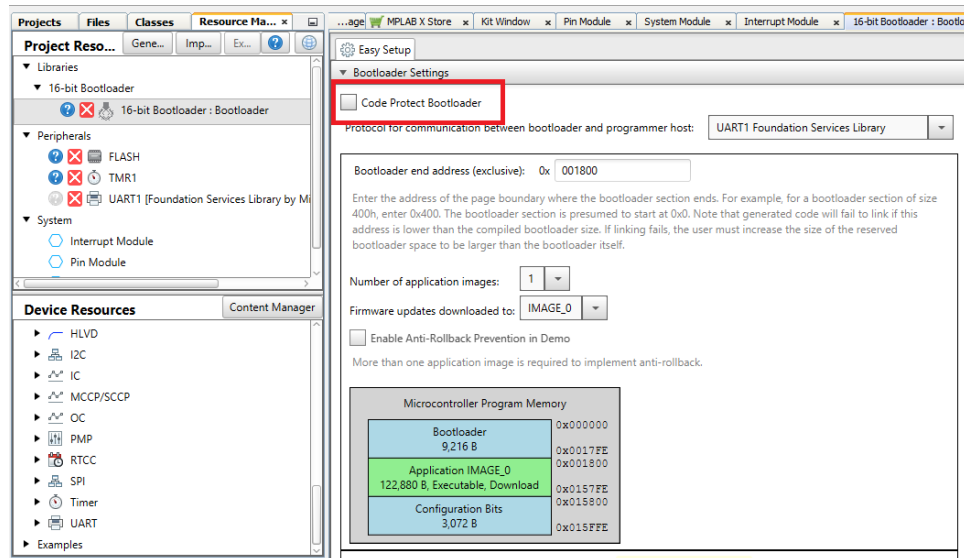 Projects Files Classes Resource Ma... ×
Project Reso... Gene... Imp... Ex...
Libraries
16-bit Bootloader
16-bit Bootloader : Bootloader
Peripherals
FLASH
TMR1
UART1 [Foundation Services Library by Mi
System
Interrupt Module
Pin Module
Device Resources Content Manager
HLVD
I2C
IC
MCCP/SCCP
OC
PMP
RTCC
SPI
Timer
UART
Examples
...age MPLAB X Store × Kit Window × Pin Module × System Module × Interrupt Module × 16-bit Bootloader : Bootlo
Easy Setup
Bootloader Settings
Code Protect Bootloader
Protocol for communication between bootloader and programmer host: UART1 Foundation Services Library
Bootloader end address (exclusive): 0x 001800
Enter the address of the page boundary where the bootloader section ends. For example, for a bootloader section of size
400h, enter 0x400. The bootloader section is presumed to start at 0x0. Note that generated code will fail to link if this
address is lower than the compiled bootloader size. If linking fails, the user must increase the size of the reserved
bootloader space to be larger than the bootloader itself.
Number of application images: 1
Firmware updates downloaded to: IMAGE_0
Enable Anti-Rollback Prevention in Demo
More than one application image is required to implement anti-rollback.
Microcontroller Program Memory
0x000000
Bootloader
9,216 B
0x0017FE
0x001800
Application IMAGE_0
122,880 B, Executable, Download
0x0157FE
0x015800
Configuration Bits
3,072 B
0x015FFE